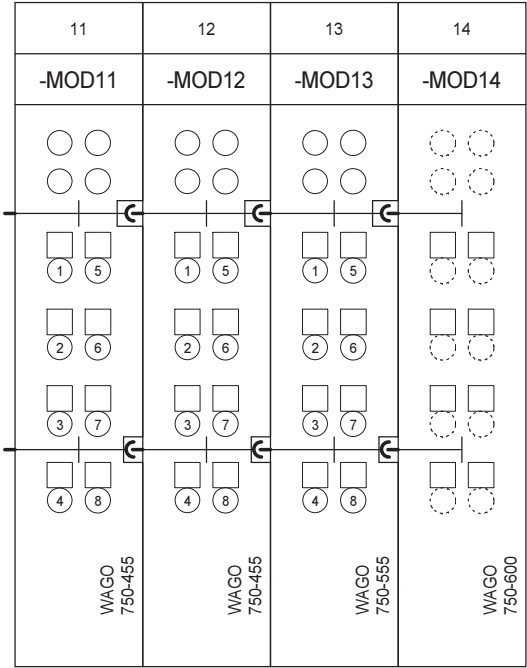 11 12 13 14
-MOD11 -MOD12 -MOD13 -MOD14
1 5 1 5 1 5
2 6 2 6 2 6
3 7 3 7 3 7
4 8 4 8 4 8
WAGO
750-455
WAGO
750-455
WAGO
750-555
WAGO
750-600